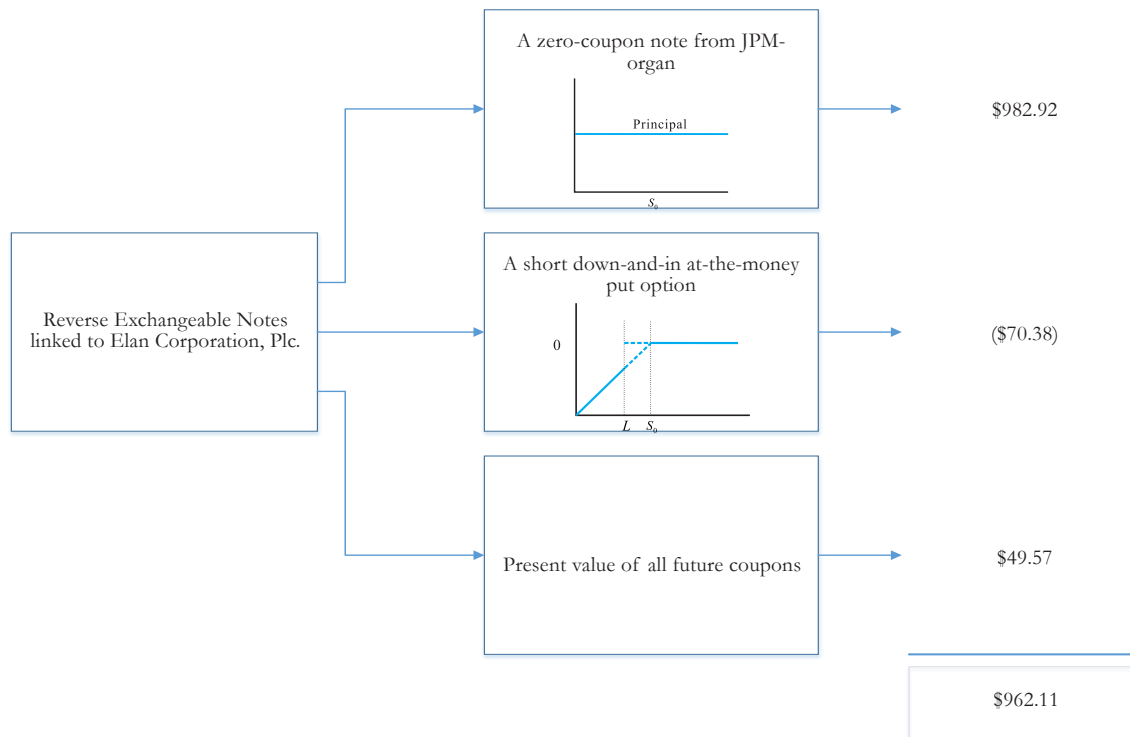 A zero-coupon note from JPM-
organ
Principal
S₀
$982.92
Reverse Exchangeable Notes
linked to Elan Corporation, Plc.
A short down-and-in at-the-money
put option
0
L S₀
($70.38)
Present value of all future coupons
$49.57
$962.11